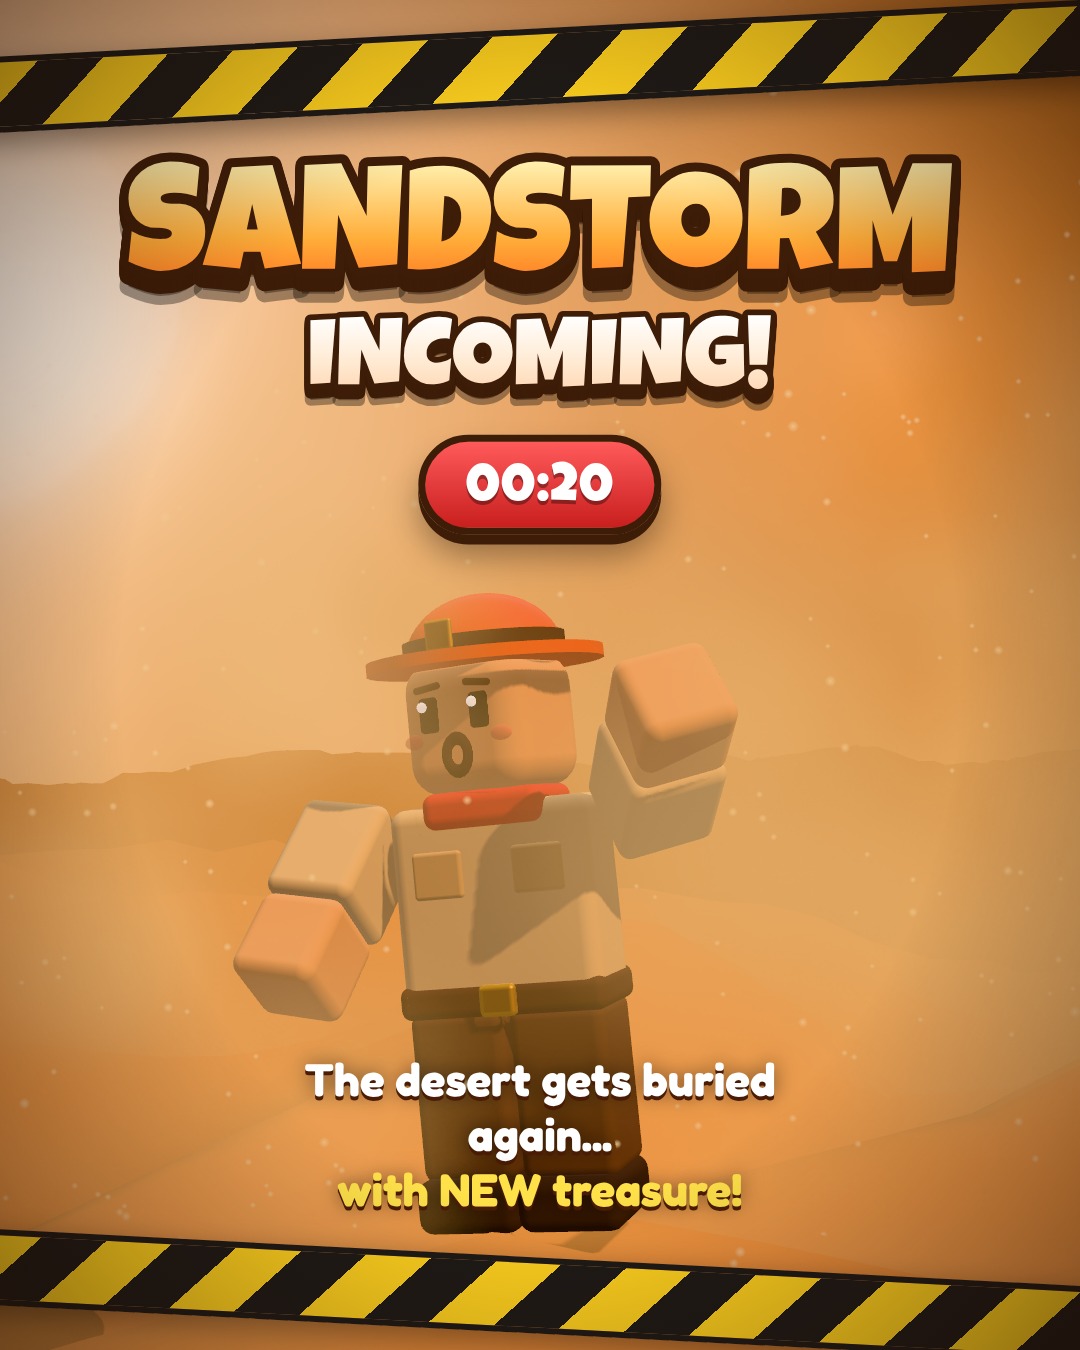 SANDSTORM
INCOMING!
00:20
The desert gets buried
again...
with NEW treasure!